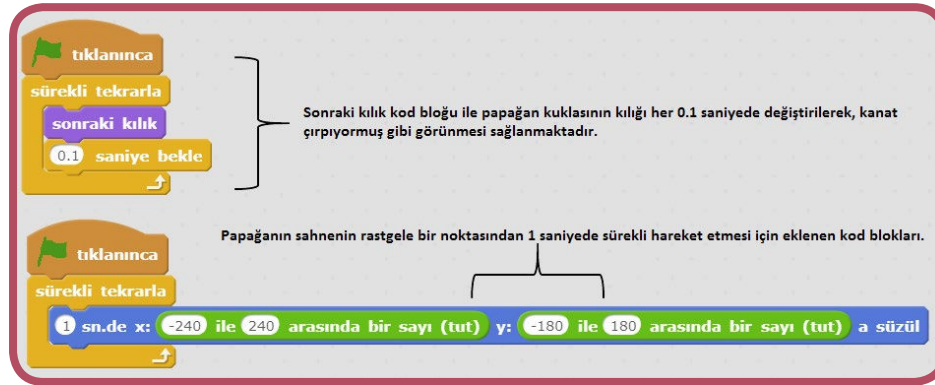 tıklanınca
sürekli tekrarla
sonraki kılık
0.1 saniye bekle
Sonraki kılık kod bloğu ile papağan kuklasının kılığı her 0.1 saniyede değiştirilerek, kanat
çırpıyormuş gibi görünmesi sağlanmaktadır.
Papağanın sahnenin rastgele bir noktasından 1 saniyede sürekli hareket etmesi için eklenen kod blokları.
tıklanınca
sürekli tekrarla
1 sn.de x: -240 ile 240 arasında bir sayı (tut) y: -180 ile 180 arasında bir sayı (tut) a süzül